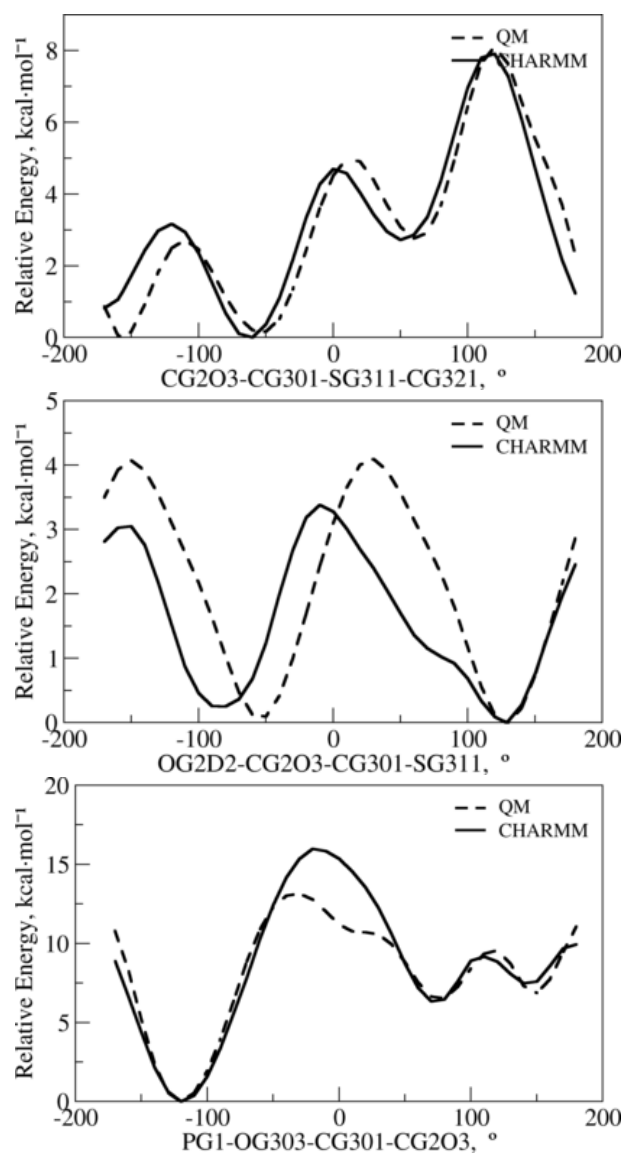 8
6
4
2
0
Relative Energy, kcal·mol⁻¹
QM
CHARMM
-200
-100
0
100
200
CG2O3-CG301-SG311-CG321, º
5
4
3
2
1
0
Relative Energy, kcal·mol⁻¹
QM
CHARMM
-200
-100
0
100
200
OG2D2-CG2O3-CG301-SG311, º
20
15
10
5
0
Relative Energy, kcal·mol⁻¹
QM
CHARMM
-200
-100
0
100
200
PG1-OG303-CG301-CG2O3, º